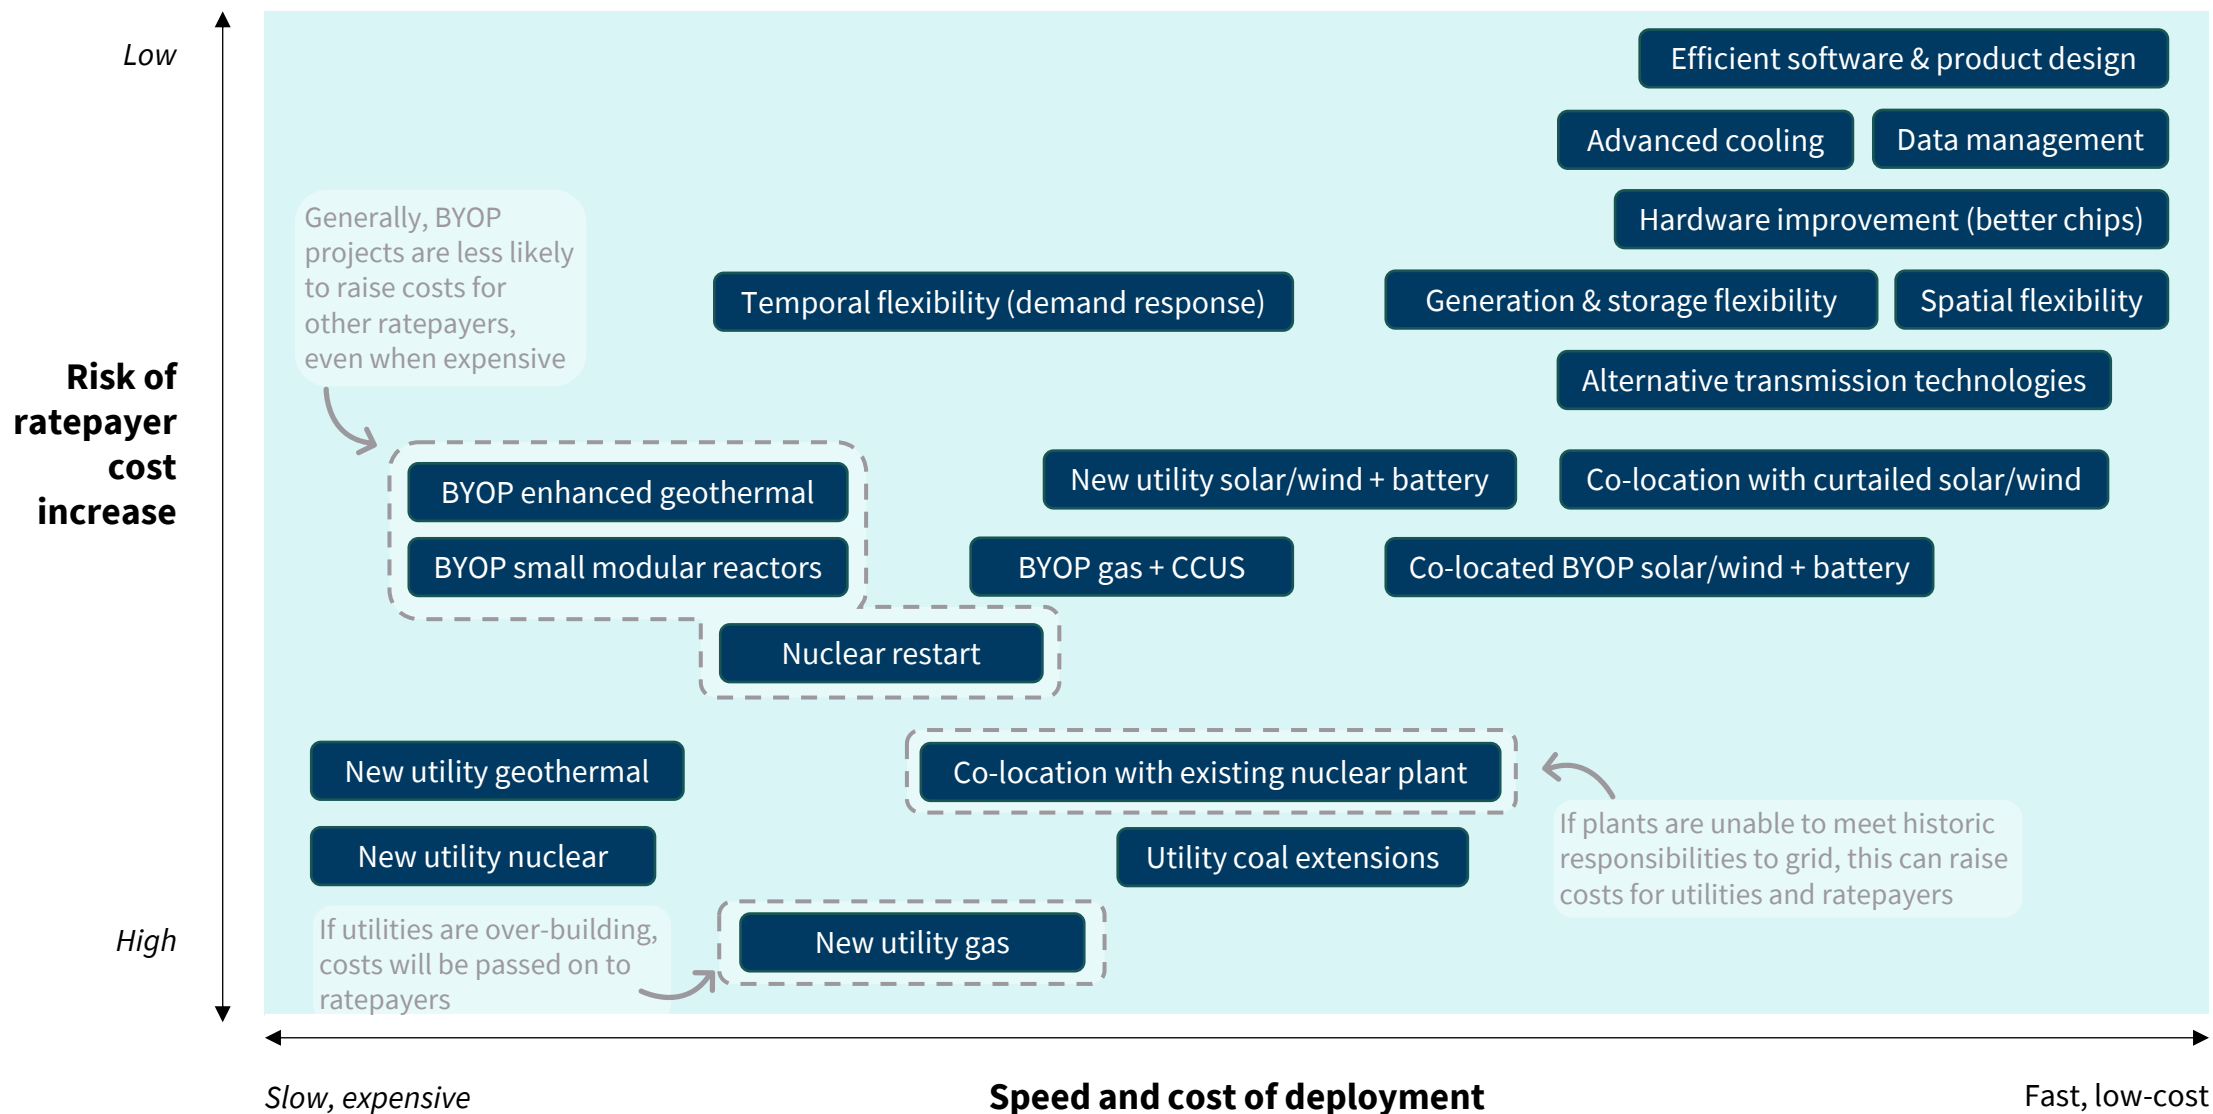 Low
Efficient software & product design
Advanced cooling
Data management
Hardware improvement (better chips)
Generally, BYOP
projects are less likely
to raise costs for
other ratepayers,
even when expensive
Temporal flexibility (demand response)
Generation & storage flexibility
Spatial flexibility
Alternative transmission technologies
Risk of
ratepayer
cost
increase
BYOP enhanced geothermal
New utility solar/wind + battery
Co-location with curtailed solar/wind
BYOP small modular reactors
BYOP gas + CCUS
Co-located BYOP solar/wind + battery
Nuclear restart
New utility geothermal
Co-location with existing nuclear plant
If plants are unable to meet historic
responsibilities to grid, this can raise
costs for utilities and ratepayers
New utility nuclear
Utility coal extensions
High
If utilities are over-building,
costs will be passed on to
ratepayers
New utility gas
Slow, expensive
Speed and cost of deployment
Fast, low-cost